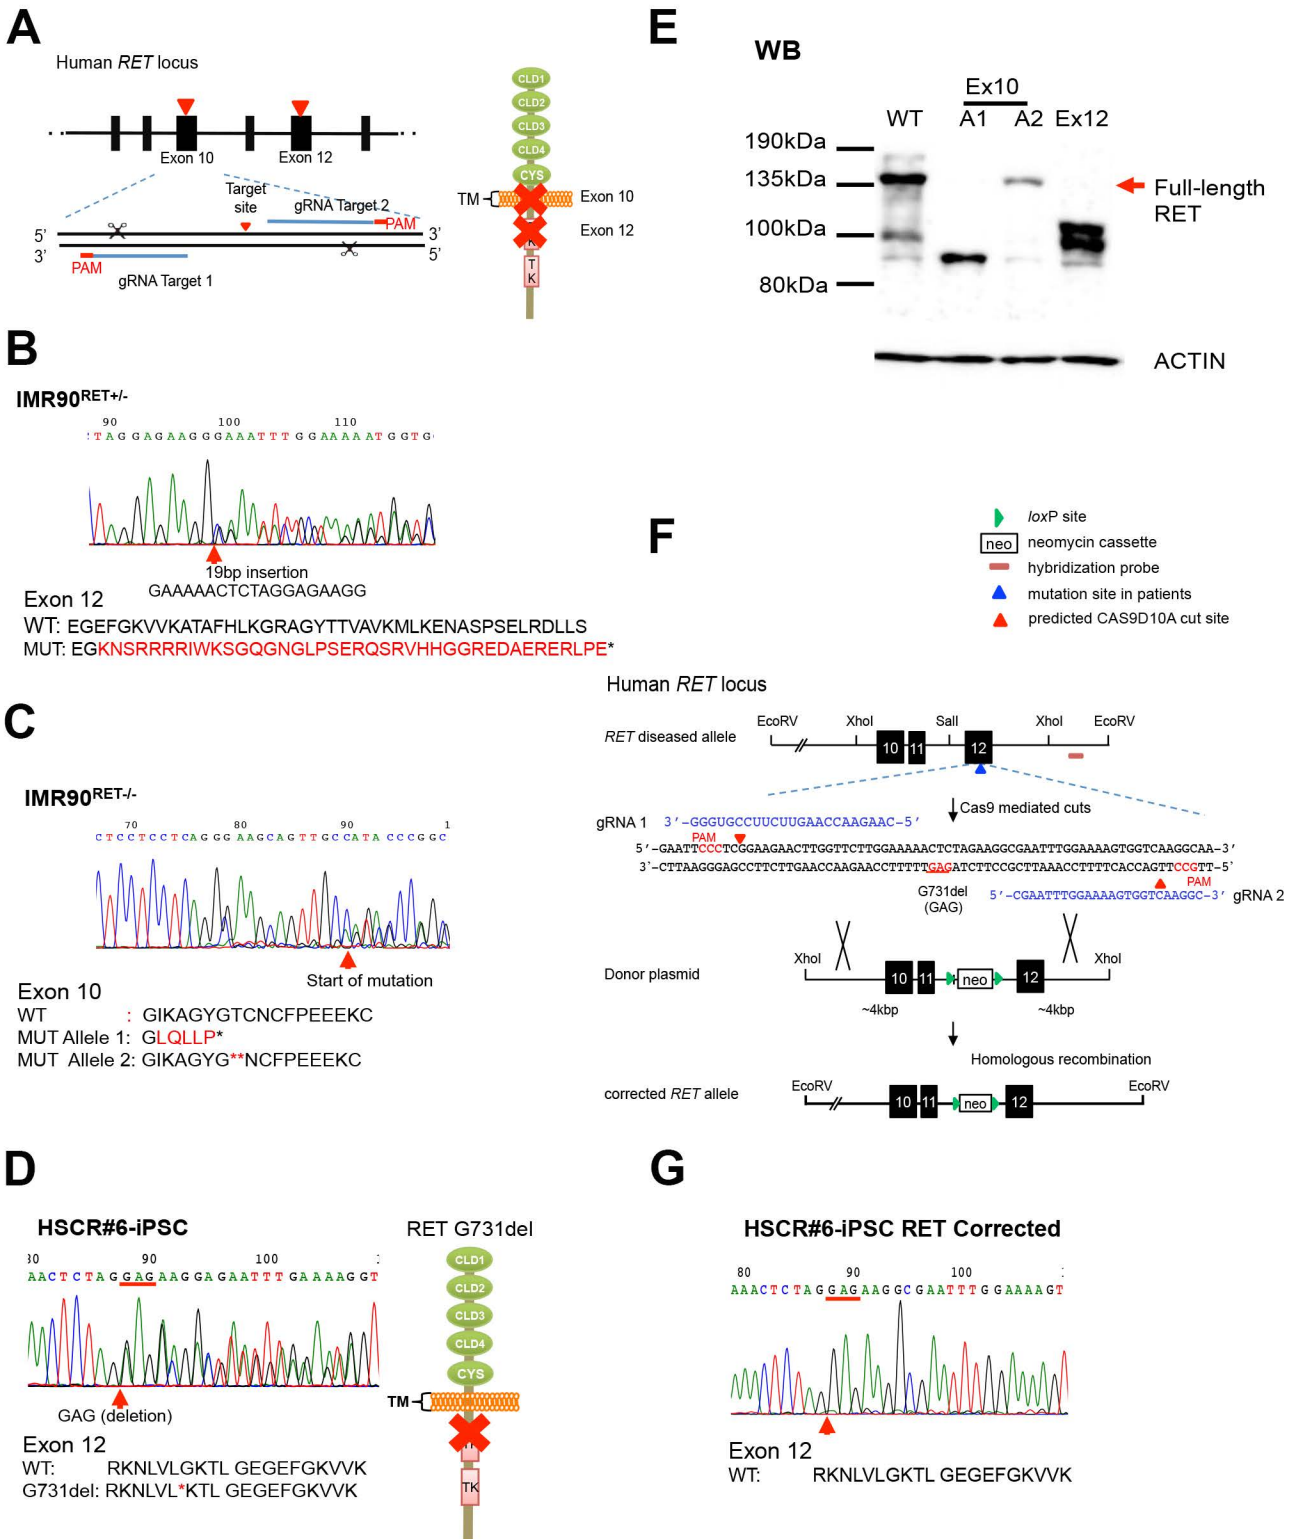 A
Human RET locus
Exon 10
Exon 12
Target
site
gRNA Target 2
PAM
5’
3’
3’
5’
PAM
gRNA Target 1
CLD1
CLD2
CLD3
CLD4
CYS
TM
Exon 10
Exon 12
K
T
K
B
IMR90RET+/-
90 100 110
TAGGAGAAGGGAAATTTGGAAAAATGGTG
19bp insertion
GAAAAACTCTAGGAGAAGG
Exon 12
WT: EGEFGKVVKATAFHLKGRAGYTTVAVKMLKENASPSELRDLLS
MUT: EGKNSRRRRIWKSGQGNGLPSERQSRVHHGGREDAERERLPE*
C
IMR90RET-/-
70 80 90 1
CTCCTCCTCAGGGAAGCAGTTGCCATACCCGGC
Start of mutation
Exon 10
WT : GIKAGYGTCNCFPEEEKC
MUT Allele 1: GLQLLP*
MUT Allele 2: GIKAGYG**NCFPEEEKC
D
HSCR#6-iPSC
90 100
AACTCTAGGAGAAGGAGAATTTGAAAAGGT
GAG (deletion)
Exon 12
WT: RKNLVLGKTL GEGEFGKVVK
G731del: RKNLVL*KTL GEGEFGKVVK
RET G731del
CLD1
CLD2
CLD3
CLD4
CYS
TM
TK
E
WB
Ex10
WT A1 A2 Ex12
190kDa
135kDa
100kDa
80kDa
Full-length
RET
ACTIN
F
loxP site
neo neomycin cassette
hybridization probe
mutation site in patients
predicted CAS9D10A cut site
Human RET locus
EcoRV XhoI SalI XhoI EcoRV
RET diseased allele
10 11 12
Cas9 mediated cuts
gRNA 1 3’-GGGUGCCUUCUUGAACCAAGAAC-5’
PAM
5’-GAATTCCCTCGGAAGAACTTGGTTCTTGGAAAAACTCTAGAAGGCGAATTTGGAAAAGTGGTCAAGGCAA-3’
3’-CTTAAGGGAGCCTTCTTGAACCAAGAACCTTTTTGAGATCTTCCGCTTAAACCTTTTCACCAGTTCCGTT-5’
G731del
(GAG)
PAM
5’-CGAATTTGGAAAAGTGGTCAAGGC-3’ gRNA 2
XhoI XhoI
Donor plasmid
10 11 neo 12
~4kbp ~4kbp
Homologous recombination
EcoRV EcoRV
corrected RET allele
10 11 neo 12
G
HSCR#6-iPSC RET Corrected
80 90 100
AAACTCTAGGAGAAGGCGAATTTGGAAAAGT
Exon 12
WT: RKNLVLGKTL GEGEFGKVVK